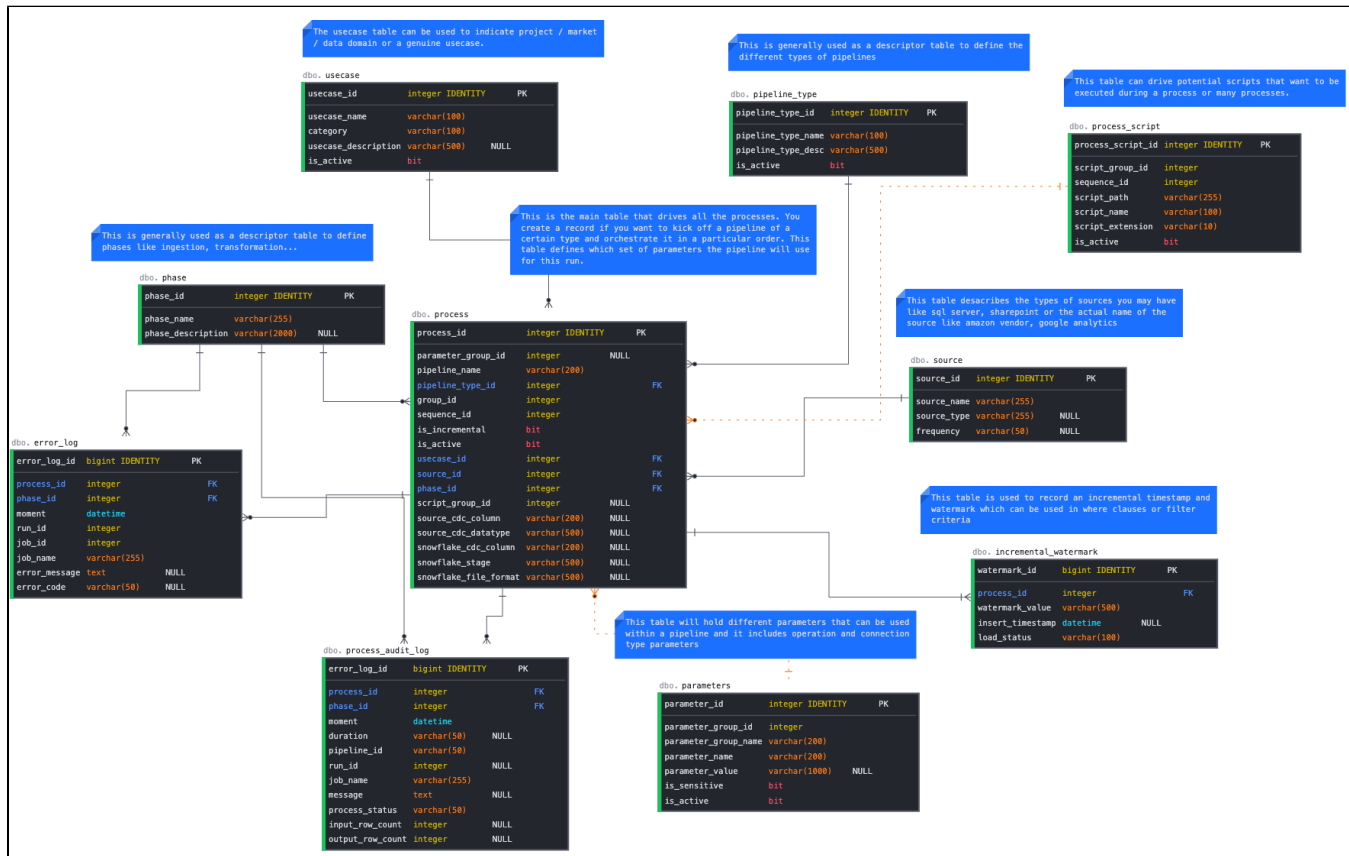 The usecase table can be used to indicate project / market
/ data domain or a genuine usecase.
dbo. usecase
usecase_id integer IDENTITY PK
usecase_name varchar(100)
category varchar(100)
usecase_description varchar(500) NULL
is_active bit
This is generally used as a descriptor table to define the
different types of pipelines
dbo. pipeline_type
pipeline_type_id integer IDENTITY PK
pipeline_type_name varchar(100)
pipeline_type_desc varchar(500)
is_active bit
This table can drive potential scripts that want to be
executed during a process or many processes.
dbo. process_script
process_script_id integer IDENTITY PK
script_group_id integer
sequence_id integer
script_path varchar(255)
script_name varchar(100)
script_extension varchar(10)
is_active bit
This is generally used as a descriptor table to define
phases like ingestion, transformation...
dbo. phase
phase_id integer IDENTITY PK
phase_name varchar(255)
phase_description varchar(2000) NULL
This is the main table that drives all the processes. You
create a record if you want to kick off a pipeline of a
certain type and orchestrate it in a particular order. This
table defines which set of parameters the pipeline will use
for this run.
dbo. process
process_id integer IDENTITY PK
parameter_group_id integer NULL
pipeline_name varchar(200)
pipeline_type_id integer FK
group_id integer
sequence_id integer
is_incremental bit
is_active bit
usecase_id integer FK
source_id integer FK
phase_id integer FK
script_group_id integer NULL
source_cdc_column varchar(200) NULL
source_cdc_datatype varchar(500) NULL
snowflake_cdc_column varchar(200) NULL
snowflake_stage varchar(500) NULL
snowflake_file_format varchar(500) NULL
This table desacribes the types of sources you may have
like sql server, sharepoint or the actual name of the
source like amazon vendor, google analytics
dbo. source
source_id integer IDENTITY PK
source_name varchar(255)
source_type varchar(255) NULL
frequency varchar(50) NULL
dbo. error_log
error_log_id bigint IDENTITY PK
process_id integer FK
phase_id integer FK
moment datetime
run_id integer
job_id integer
job_name varchar(255)
error_message text NULL
error_code varchar(50) NULL
This table is used to record an incremental timestamp and
watermark which can be used in where clauses or filter
criteria
dbo. incremental_watermark
watermark_id bigint IDENTITY PK
process_id integer FK
watermark_value varchar(500)
insert_timestamp datetime NULL
load_status varchar(100)
dbo. process_audit_log
error_log_id bigint IDENTITY PK
process_id integer FK
phase_id integer FK
moment datetime
duration varchar(50) NULL
pipeline_id varchar(50)
run_id integer NULL
job_name varchar(255)
message text NULL
process_status varchar(50)
input_row_count integer NULL
output_row_count integer NULL
This table will hold different parameters that can be used
within a pipeline and it includes operation and connection
type parameters
dbo. parameters
parameter_id integer IDENTITY PK
parameter_group_id integer
parameter_group_name varchar(200)
parameter_name varchar(200)
parameter_value varchar(1000) NULL
is_sensitive bit
is_active bit